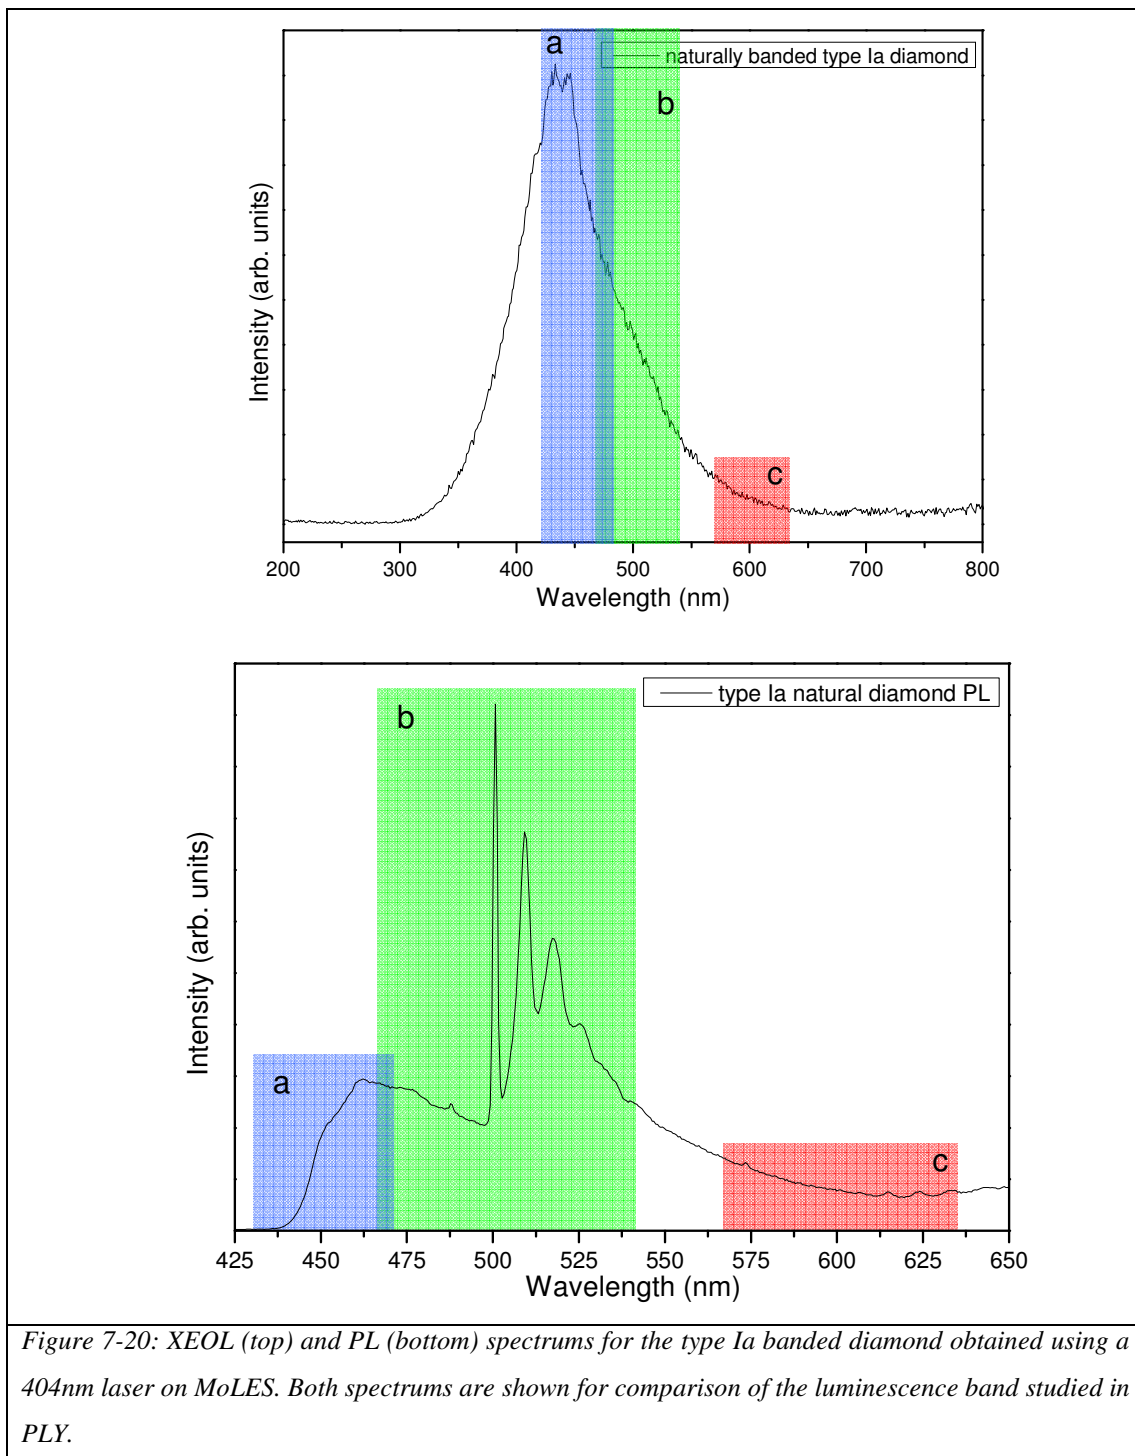 a
naturally banded type Ia diamond
b
c
Intensity (arb. units)
200 300 400 500 600 700 800
Wavelength (nm)
type Ia natural diamond PL
b
a
c
Intensity (arb. units)
425 450 475 500 525 550 575 600 625 650
Wavelength (nm)
Figure 7-20: XEOL (top) and PL (bottom) spectrums for the type Ia banded diamond obtained using a
404nm laser on MoLES. Both spectrums are shown for comparison of the luminescence band studied in
PLY.